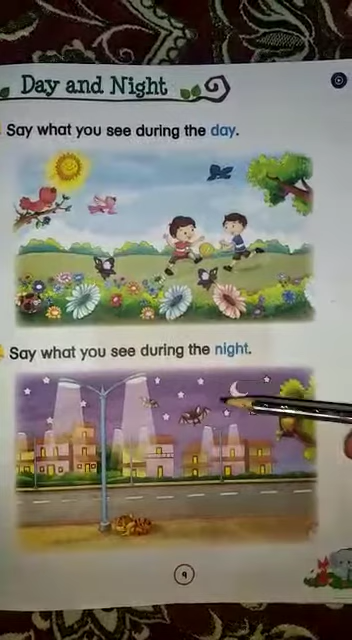 Day and Night
Say what you see during the day.
Say what you see during the night.
9